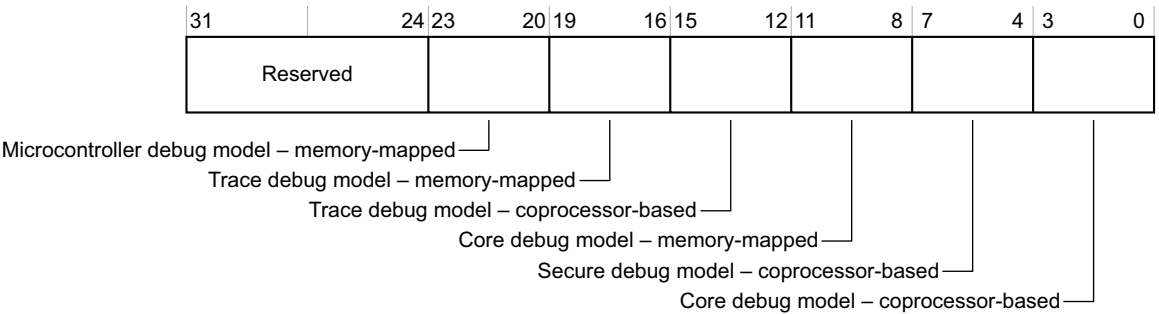 31 24 23 20 19 16 15 12 11 8 7 4 3 0
Reserved
Microcontroller debug model – memory-mapped
Trace debug model – memory-mapped
Trace debug model – coprocessor-based
Core debug model – memory-mapped
Secure debug model – coprocessor-based
Core debug model – coprocessor-based